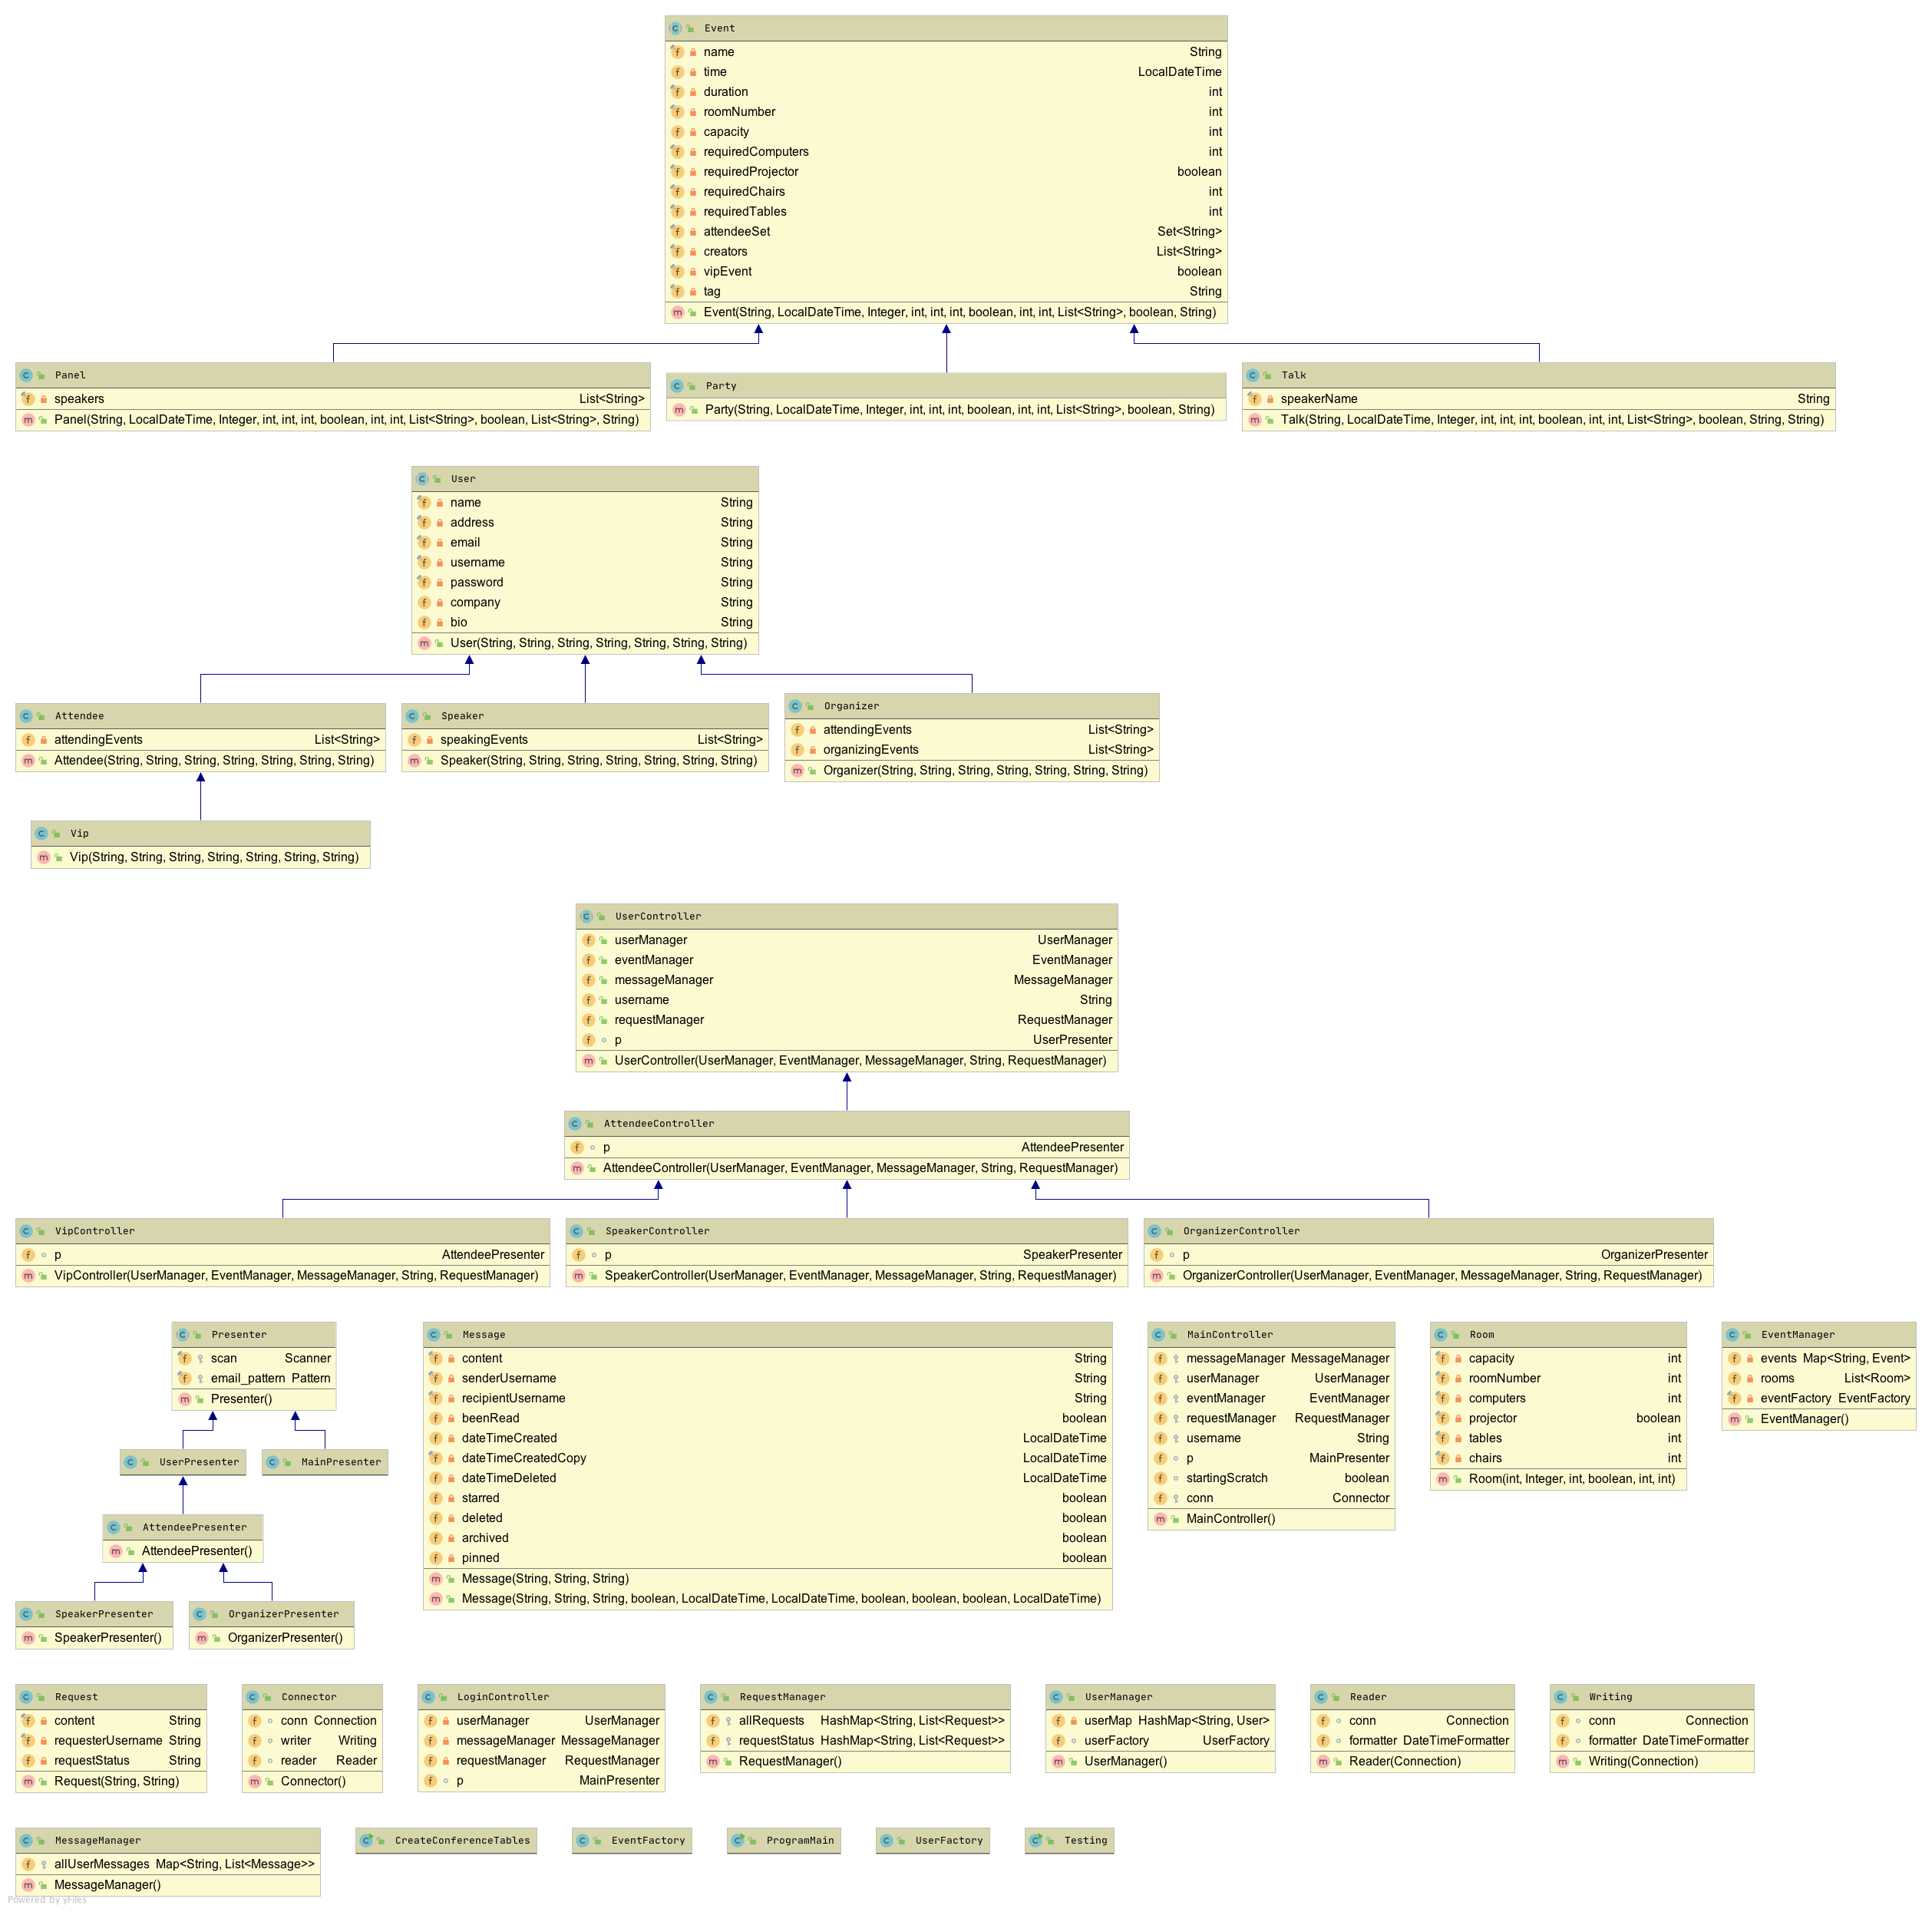 Event
name String
time LocalDateTime
duration int
roomNumber int
capacity int
requiredComputers int
requiredProjector boolean
requiredChairs int
requiredTables int
attendeeSet Set<String>
creators List<String>
vipEvent boolean
tag String
Event(String, LocalDateTime, Integer, int, int, int, boolean, int, int, List<String>, boolean, String)
Panel
speakers List<String>
Panel(String, LocalDateTime, Integer, int, int, int, boolean, int, int, List<String>, boolean, List<String>, String)
Party
Party(String, LocalDateTime, Integer, int, int, int, boolean, int, int, List<String>, boolean, String)
Talk
speakerName String
Talk(String, LocalDateTime, Integer, int, int, int, boolean, int, int, List<String>, boolean, String, String)
User
name String
address String
email String
username String
password String
company String
bio String
User(String, String, String, String, String, String, String)
Attendee
attendingEvents List<String>
Attendee(String, String, String, String, String, String, String)
Speaker
speakingEvents List<String>
Speaker(String, String, String, String, String, String, String)
Organizer
attendingEvents List<String>
organizingEvents List<String>
Organizer(String, String, String, String, String, String, String)
Vip
Vip(String, String, String, String, String, String, String)
UserController
userManager UserManager
eventManager EventManager
messageManager MessageManager
username String
requestManager RequestManager
p UserPresenter
UserController(UserManager, EventManager, MessageManager, String, RequestManager)
AttendeeController
p AttendeePresenter
AttendeeController(UserManager, EventManager, MessageManager, String, RequestManager)
VipController
p AttendeePresenter
VipController(UserManager, EventManager, MessageManager, String, RequestManager)
SpeakerController
p SpeakerPresenter
SpeakerController(UserManager, EventManager, MessageManager, String, RequestManager)
OrganizerController
p OrganizerPresenter
OrganizerController(UserManager, EventManager, MessageManager, String, RequestManager)
Presenter
scan Scanner
email_pattern Pattern
Presenter()
UserPresenter
MainPresenter
AttendeePresenter
AttendeePresenter()
SpeakerPresenter
SpeakerPresenter()
OrganizerPresenter
OrganizerPresenter()
Message
content String
senderUsername String
recipientUsername String
beenRead boolean
dateTimeCreated LocalDateTime
dateTimeCreatedCopy LocalDateTime
dateTimeDeleted LocalDateTime
starred boolean
deleted boolean
archived boolean
pinned boolean
Message(String, String, String)
Message(String, String, String, boolean, LocalDateTime, LocalDateTime, boolean, boolean, boolean, LocalDateTime)
MainController
messageManager MessageManager
userManager UserManager
eventManager EventManager
requestManager RequestManager
username String
p MainPresenter
startingScratch boolean
conn Connector
MainController()
Room
capacity int
roomNumber int
computers int
projector boolean
tables int
chairs int
Room(int, Integer, int, boolean, int, int)
EventManager
events Map<String, Event>
rooms List<Room>
eventFactory EventFactory
EventManager()
Request
content String
requesterUsername String
requestStatus String
Request(String, String)
Connector
conn Connection
writer Writing
reader Reader
Connector()
LoginController
userManager UserManager
messageManager MessageManager
requestManager RequestManager
p MainPresenter
RequestManager
allRequests HashMap<String, List<Request>>
requestStatus HashMap<String, List<Request>>
RequestManager()
UserManager
userMap HashMap<String, User>
userFactory UserFactory
UserManager()
Reader
conn Connection
formatter DateTimeFormatter
Reader(Connection)
Writing
conn Connection
formatter DateTimeFormatter
Writing(Connection)
MessageManager
allUserMessages Map<String, List<Message>>
MessageManager()
CreateConferenceTables
EventFactory
ProgramMain
UserFactory
Testing
Powered by yFiles